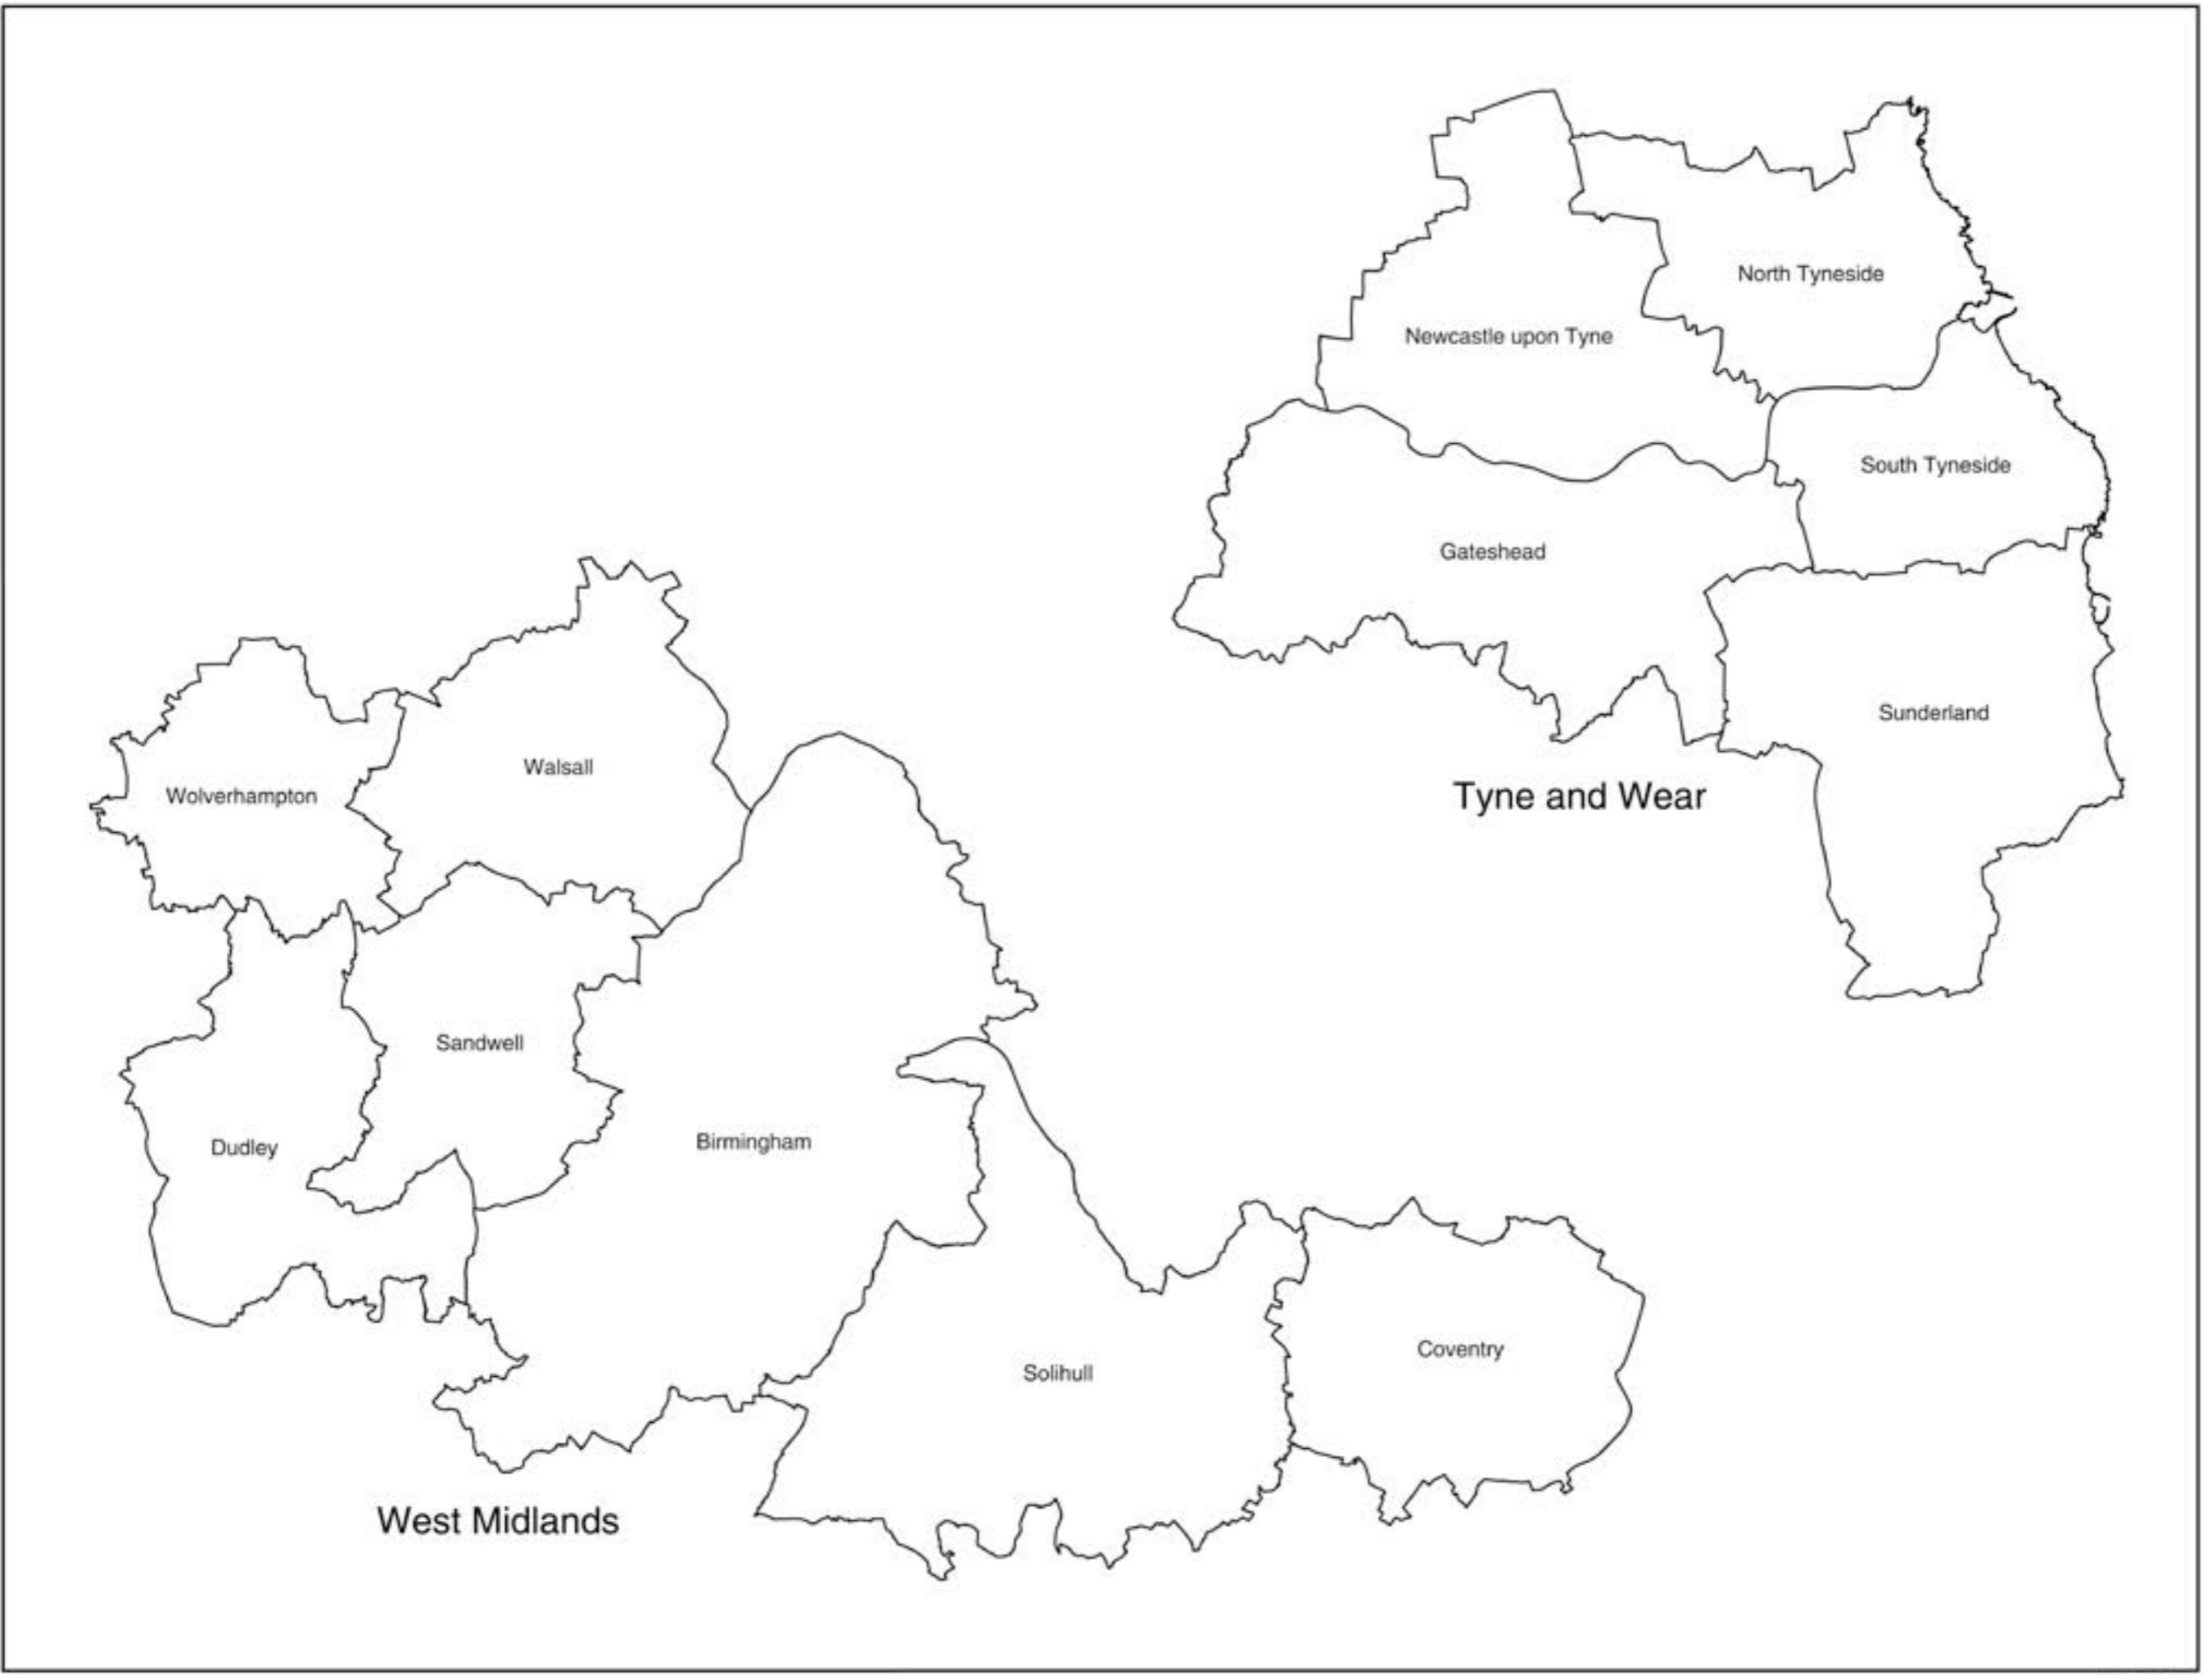 North Tyneside
Newcastle upon Tyne
South Tyneside
Gateshead
Sunderland
Tyne and Wear
Walsall
Wolverhampton
Sandwell
Birmingham
Dudley
Coventry
Solihull
West Midlands